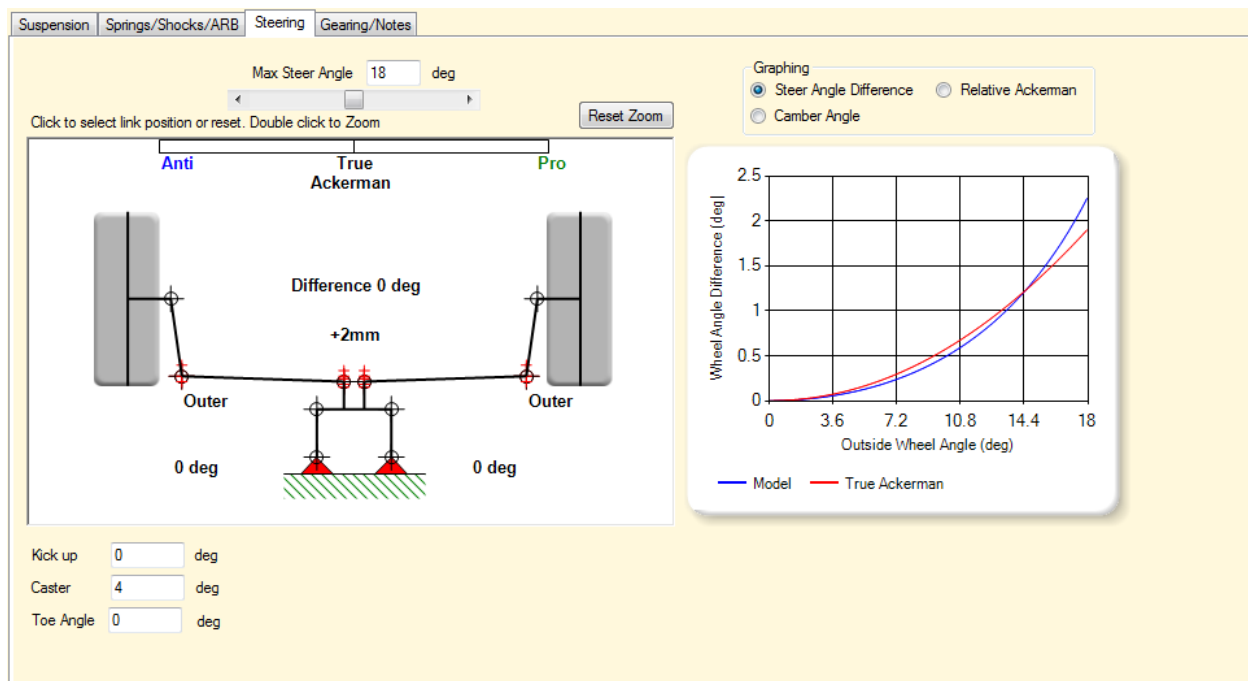 Suspension Springs/Shocks/ARB Steering Gearing/Notes
Max Steer Angle 18 deg
Click to select link position or reset. Double click to Zoom
Reset Zoom
Anti True Pro
Ackerman
Difference 0 deg
+2mm
Outer Outer
0 deg 0 deg
Kick up 0 deg
Caster 4 deg
Toe Angle 0 deg
Graphing
Steer Angle Difference Relative Ackerman
Camber Angle
Wheel Angle Difference (deg)
2.5
2
1.5
1
0.5
0
0 3.6 7.2 10.8 14.4 18
Outside Wheel Angle (deg)
Model True Ackerman